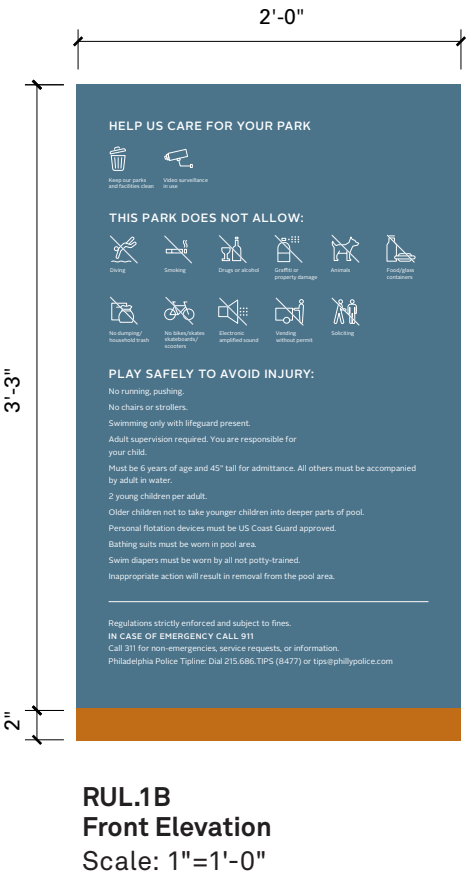 2'-0"
HELP US CARE FOR YOUR PARK
Keep our parks
and facilities clean
Video surveillance
in use
THIS PARK DOES NOT ALLOW:
Diving
Smoking
Drugs or alcohol
Graffiti or
property damage
Animals
Food/glass
containers
No dumping/
household trash
No bikes/skates
skateboards/
scooters
Electronic
amplified sound
Vending
without permit
Soliciting
PLAY SAFELY TO AVOID INJURY:
No running, pushing.
No chairs or strollers.
Swimming only with lifeguard present.
Adult supervision required. You are responsible for
your child.
Must be 6 years of age and 45" tall for admittance. All others must be accompanied
by adult in water.
2 young children per adult.
Older children not to take younger children into deeper parts of pool.
Personal flotation devices must be US Coast Guard approved.
Bathing suits must be worn in pool area.
Swim diapers must be worn by all not potty-trained.
Inappropriate action will result in removal from the pool area.
Regulations strictly enforced and subject to fines.
IN CASE OF EMERGENCY CALL 911
Call 311 for non-emergencies, service requests, or information.
Philadelphia Police Tipline: Dial 215.686.TIPS (8477) or tips@phillypolice.com
3'-3"
2"
RUL.1B
Front Elevation
Scale: 1"=1'-0"